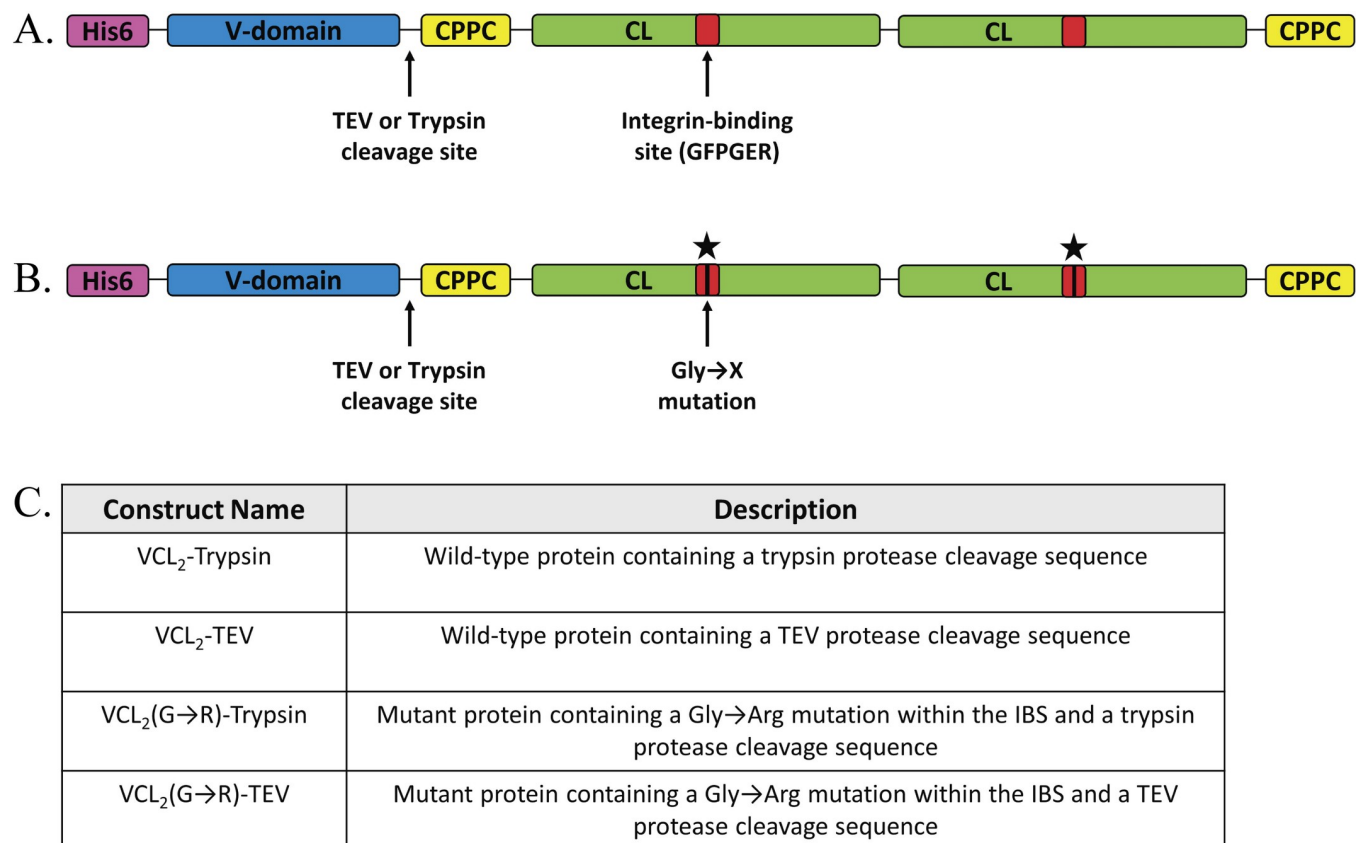 A. His6 V-domain CPPC CL CL CPPC
TEV or Trypsin
cleavage site
Integrin-binding
site (GFPGER)
B. His6 V-domain CPPC CL CL CPPC
TEV or Trypsin
cleavage site
Gly→X
mutation
C. Construct Name Description
VCL₂-Trypsin Wild-type protein containing a trypsin protease cleavage sequence
VCL₂-TEV Wild-type protein containing a TEV protease cleavage sequence
VCL₂(G→R)-Trypsin Mutant protein containing a Gly→Arg mutation within the IBS and a trypsin
protease cleavage sequence
VCL₂(G→R)-TEV Mutant protein containing a Gly→Arg mutation within the IBS and a TEV
protease cleavage sequence